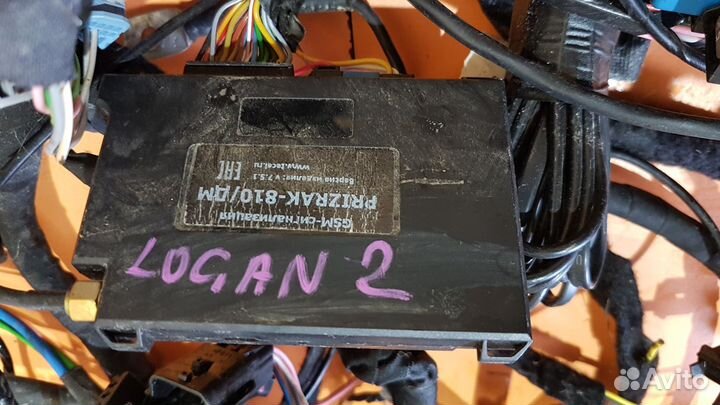 GSM-сигнализация
PRIZRAK-810/ДМ
Версия изделия: v 7.5.1
www.tecel.ru
EAC
LOGAN 2
Avito